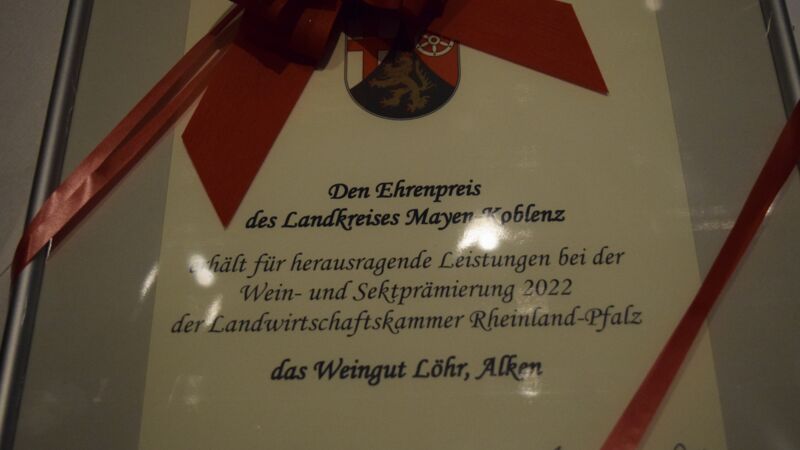 Den Ehrenpreis
des Landkreises Mayen-Koblenz
erhält für herausragende Leistungen bei der
Wein- und Sektprämierung 2022
der Landwirtschaftskammer Rheinland-Pfalz
das Weingut Löhr, Alken